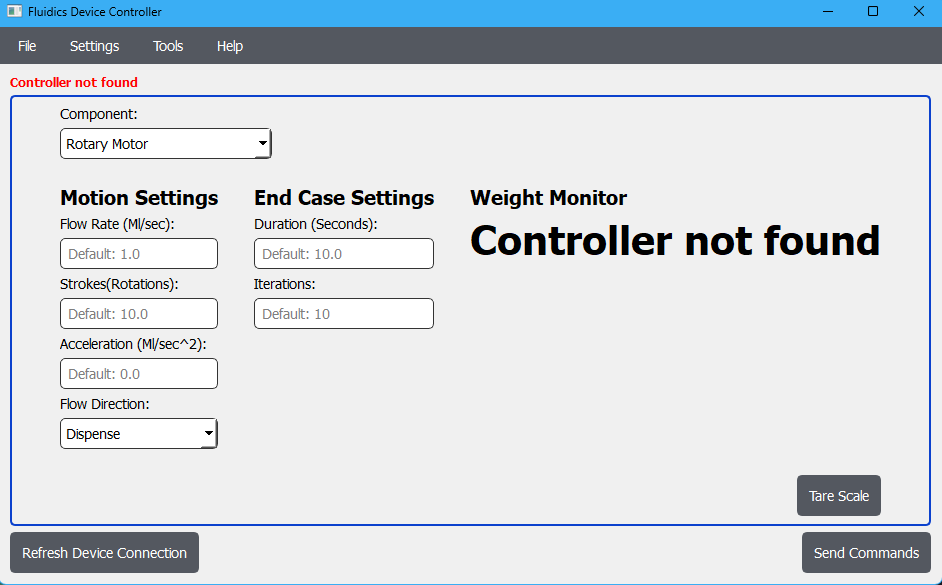 Fluidics Device Controller
File Settings Tools Help
Controller not found
Component:
Rotary Motor
Motion Settings End Case Settings Weight Monitor
Flow Rate (Ml/sec): Duration (Seconds): Controller not found
Default: 1.0 Default: 10.0
Strokes(Rotations): Iterations:
Default: 10.0 Default: 10
Acceleration (Ml/sec^2):
Default: 0.0
Flow Direction:
Dispense
Tare Scale
Refresh Device Connection Send Commands